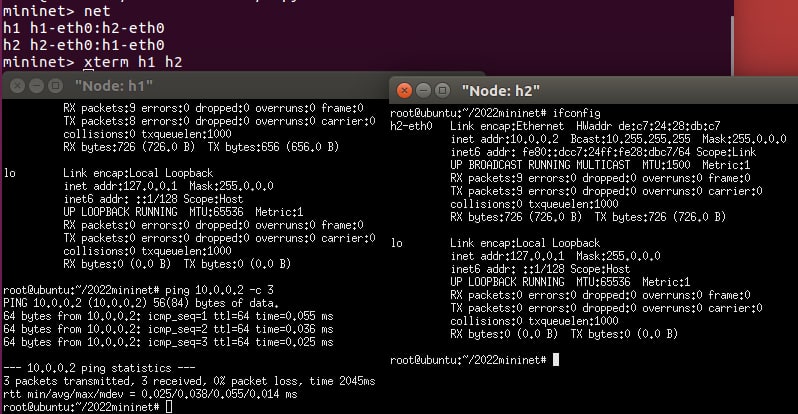 mininet> net
h1 h1-eth0:h2-eth0
h2 h2-eth0:h1-eth0
mininet> xterm h1 h2
"Node: h1"
RX packets:9 errors:0 dropped:0 overruns:0 frame:0
TX packets:8 errors:0 dropped:0 overruns:0 carrier:0
collisions:0 txqueuelen:1000
RX bytes:726 (726.0 B)  TX bytes:656 (656.0 B)
lo        Link encap:Local Loopback
inet addr:127.0.0.1  Mask:255.0.0.0
inet6 addr: ::1/128 Scope:Host
UP LOOPBACK RUNNING  MTU:65536  Metric:1
RX packets:0 errors:0 dropped:0 overruns:0 frame:0
TX packets:0 errors:0 dropped:0 overruns:0 carrier:0
collisions:0 txqueuelen:1000
RX bytes:0 (0.0 B)  TX bytes:0 (0.0 B)
root@ubuntu:~/2022mininet# ping 10.0.0.2 -c 3
PING 10.0.0.2 (10.0.0.2) 56(84) bytes of data.
64 bytes from 10.0.0.2: icmp_seq=1 ttl=64 time=0.055 ms
64 bytes from 10.0.0.2: icmp_seq=2 ttl=64 time=0.036 ms
64 bytes from 10.0.0.2: icmp_seq=3 ttl=64 time=0.025 ms
--- 10.0.0.2 ping statistics ---
3 packets transmitted, 3 received, 0% packet loss, time 2045ms
rtt min/avg/max/mdev = 0.025/0.038/0.055/0.014 ms
root@ubuntu:~/2022mininet#
"Node: h2"
root@ubuntu:~/2022mininet# ifconfig
h2-eth0   Link encap:Ethernet  HWaddr de:c7:24:28:db:c7
inet addr:10.0.0.2  Bcast:10.255.255.255  Mask:255.0.0.0
inet6 addr: fe80::dcc7:24ff:fe28:dbc7/64 Scope:Link
UP BROADCAST RUNNING MULTICAST  MTU:1500  Metric:1
RX packets:9 errors:0 dropped:0 overruns:0 frame:0
TX packets:9 errors:0 dropped:0 overruns:0 carrier:0
collisions:0 txqueuelen:1000
RX bytes:726 (726.0 B)  TX bytes:726 (726.0 B)
lo        Link encap:Local Loopback
inet addr:127.0.0.1  Mask:255.0.0.0
inet6 addr: ::1/128 Scope:Host
UP LOOPBACK RUNNING  MTU:65536  Metric:1
RX packets:0 errors:0 dropped:0 overruns:0 frame:0
TX packets:0 errors:0 dropped:0 overruns:0 carrier:0
collisions:0 txqueuelen:1000
RX bytes:0 (0.0 B)  TX bytes:0 (0.0 B)
root@ubuntu:~/2022mininet#